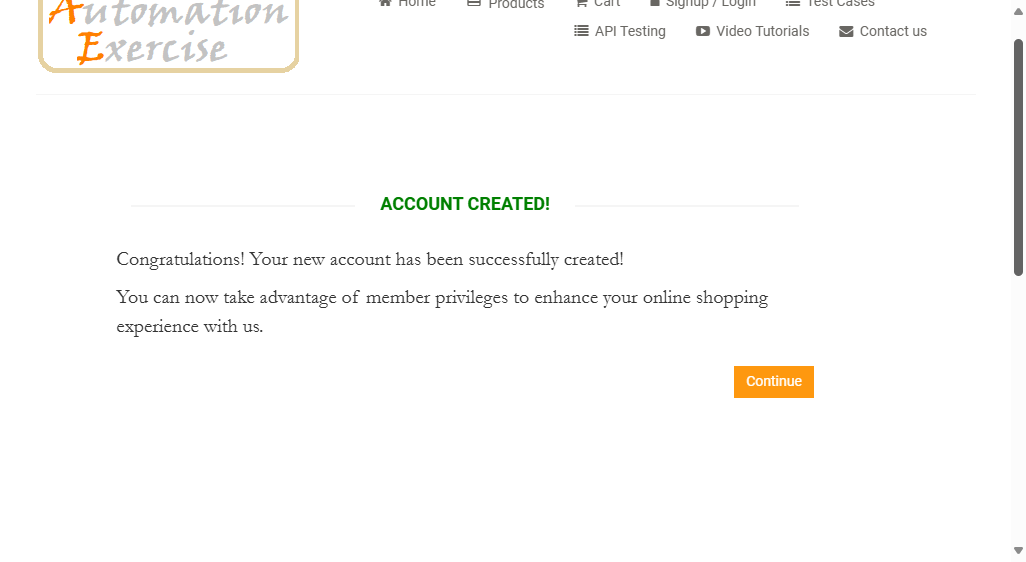 Automation
Exercise
Home Products Cart Signup / Login Test Cases
API Testing Video Tutorials Contact us
ACCOUNT CREATED!
Congratulations! Your new account has been successfully created!
You can now take advantage of member privileges to enhance your online shopping
experience with us.
Continue